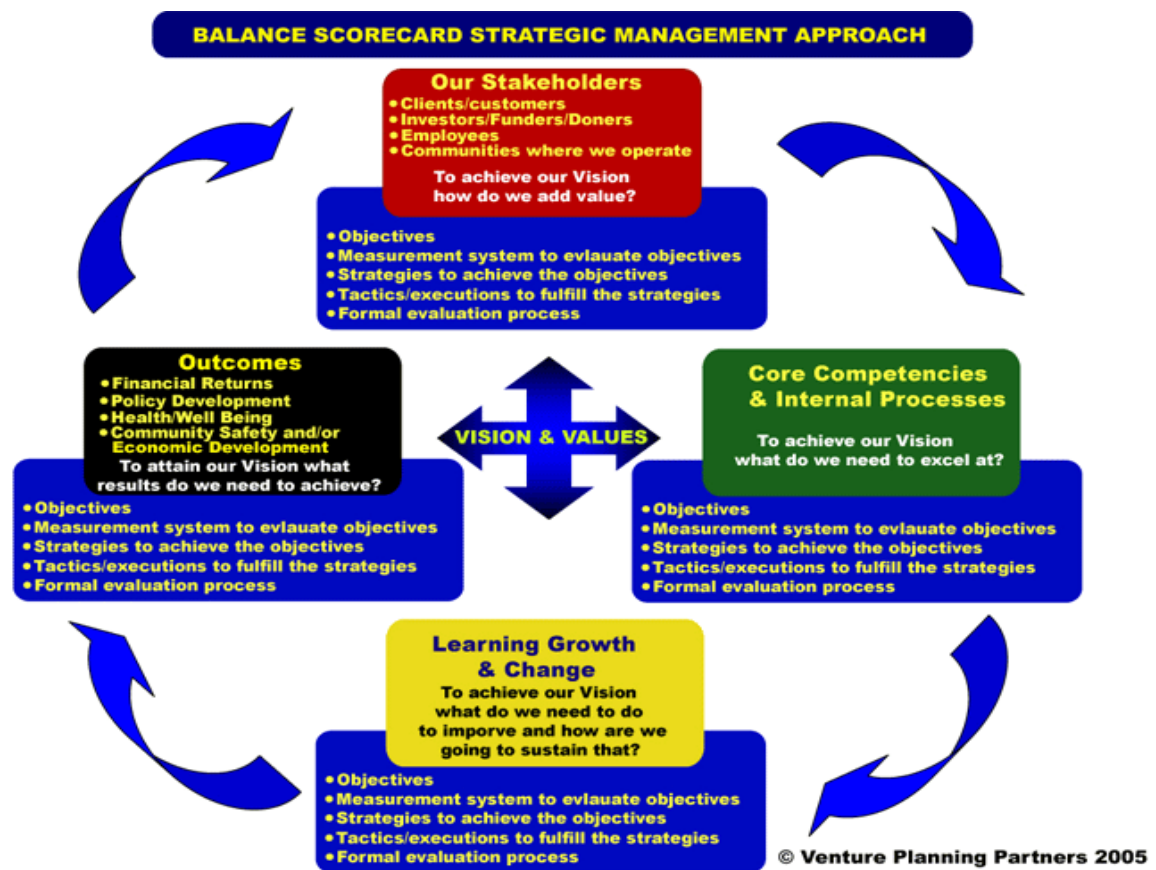 BALANCE SCORECARD STRATEGIC MANAGEMENT APPROACH
Our Stakeholders
•Clients/customers
•Investors/Funders/Doners
•Employees
•Communities where we operate
To achieve our Vision
how do we add value?
•Objectives
•Measurement system to evlauate objectives
•Strategies to achieve the objectives
•Tactics/executions to fulfill the strategies
•Formal evaluation process
Outcomes
•Financial Returns
•Policy Development
•Health/Well Being
•Community Safety and/or
Economic Development
To attain our Vision what
results do we need to achieve?
•Objectives
•Measurement system to evlauate objectives
•Strategies to achieve the objectives
•Tactics/executions to fulfill the strategies
•Formal evaluation process
VISION & VALUES
Core Competencies
& Internal Processes
To achieve our Vision
what do we need to excel at?
•Objectives
•Measurement system to evlauate objectives
•Strategies to achieve the objectives
•Tactics/executions to fulfill the strategies
•Formal evaluation process
Learning Growth
& Change
To achieve our Vision
what do we need to do
to imporve and how are we
going to sustain that?
•Objectives
•Measurement system to evlauate objectives
•Strategies to achieve the objectives
•Tactics/executions to fulfill the strategies
•Formal evaluation process
© Venture Planning Partners 2005